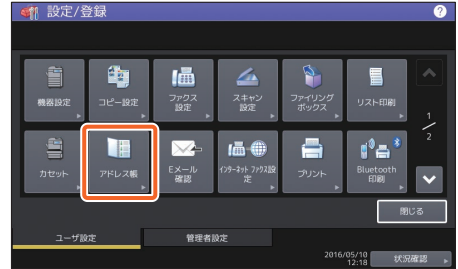 設定/登録
?
機器設定
コピー設定
ファクス
設定
スキャン
設定
ファイリング
ボックス
リスト印刷
1
/
2
カセット
アドレス帳
Eメール
確認
インターネット ファクス設
定
プリント
Bluetooth
印刷
閉じる
ユーザ設定
管理者設定
2016/05/10
12:18
状況確認